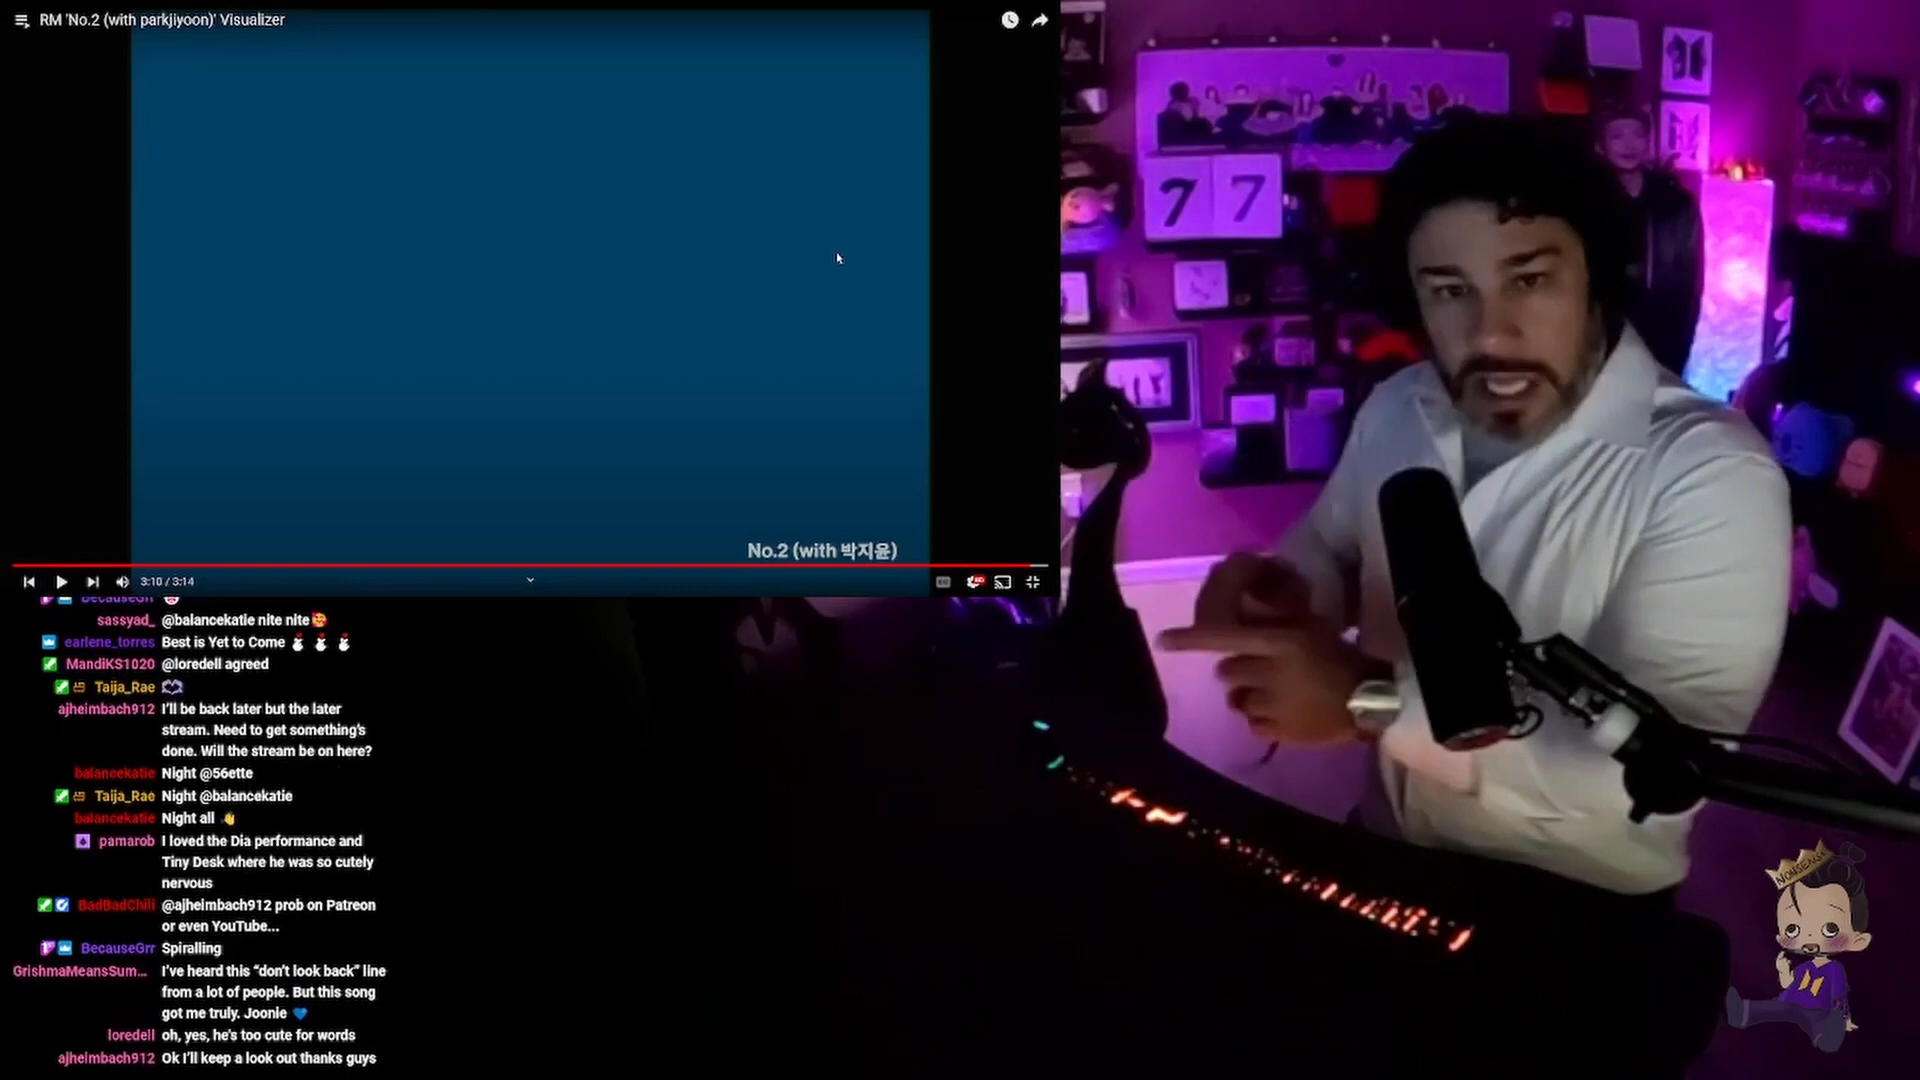 RM 'No.2 (with parkjiyoon)' Visualizer
77
No.2 (with 박지윤)
3:10 / 3:14
BecauseGrr
sassyad_ @balancekatie nite nite
earlene_torres Best is Yet to Come
MandiKS1020 @loredell agreed
Taija_Rae
ajheimbach912 I'll be back later but the later
stream. Need to get something's
done. Will the stream be on here?
balancekatie Night @56ette
Taija_Rae Night @balancekatie
balancekatie Night all
pamarob I loved the Dia performance and
Tiny Desk where he was so cutely
nervous
BadBadChili @ajheimbach912 prob on Patreon
or even YouTube...
BecauseGrr Spiralling
GrishmaMeansSum... I've heard this “don't look back” line
from a lot of people. But this song
got me truly. Joonie
loredell oh, yes, he's too cute for words
ajheimbach912 Ok I'll keep a look out thanks guys
NONSENSE